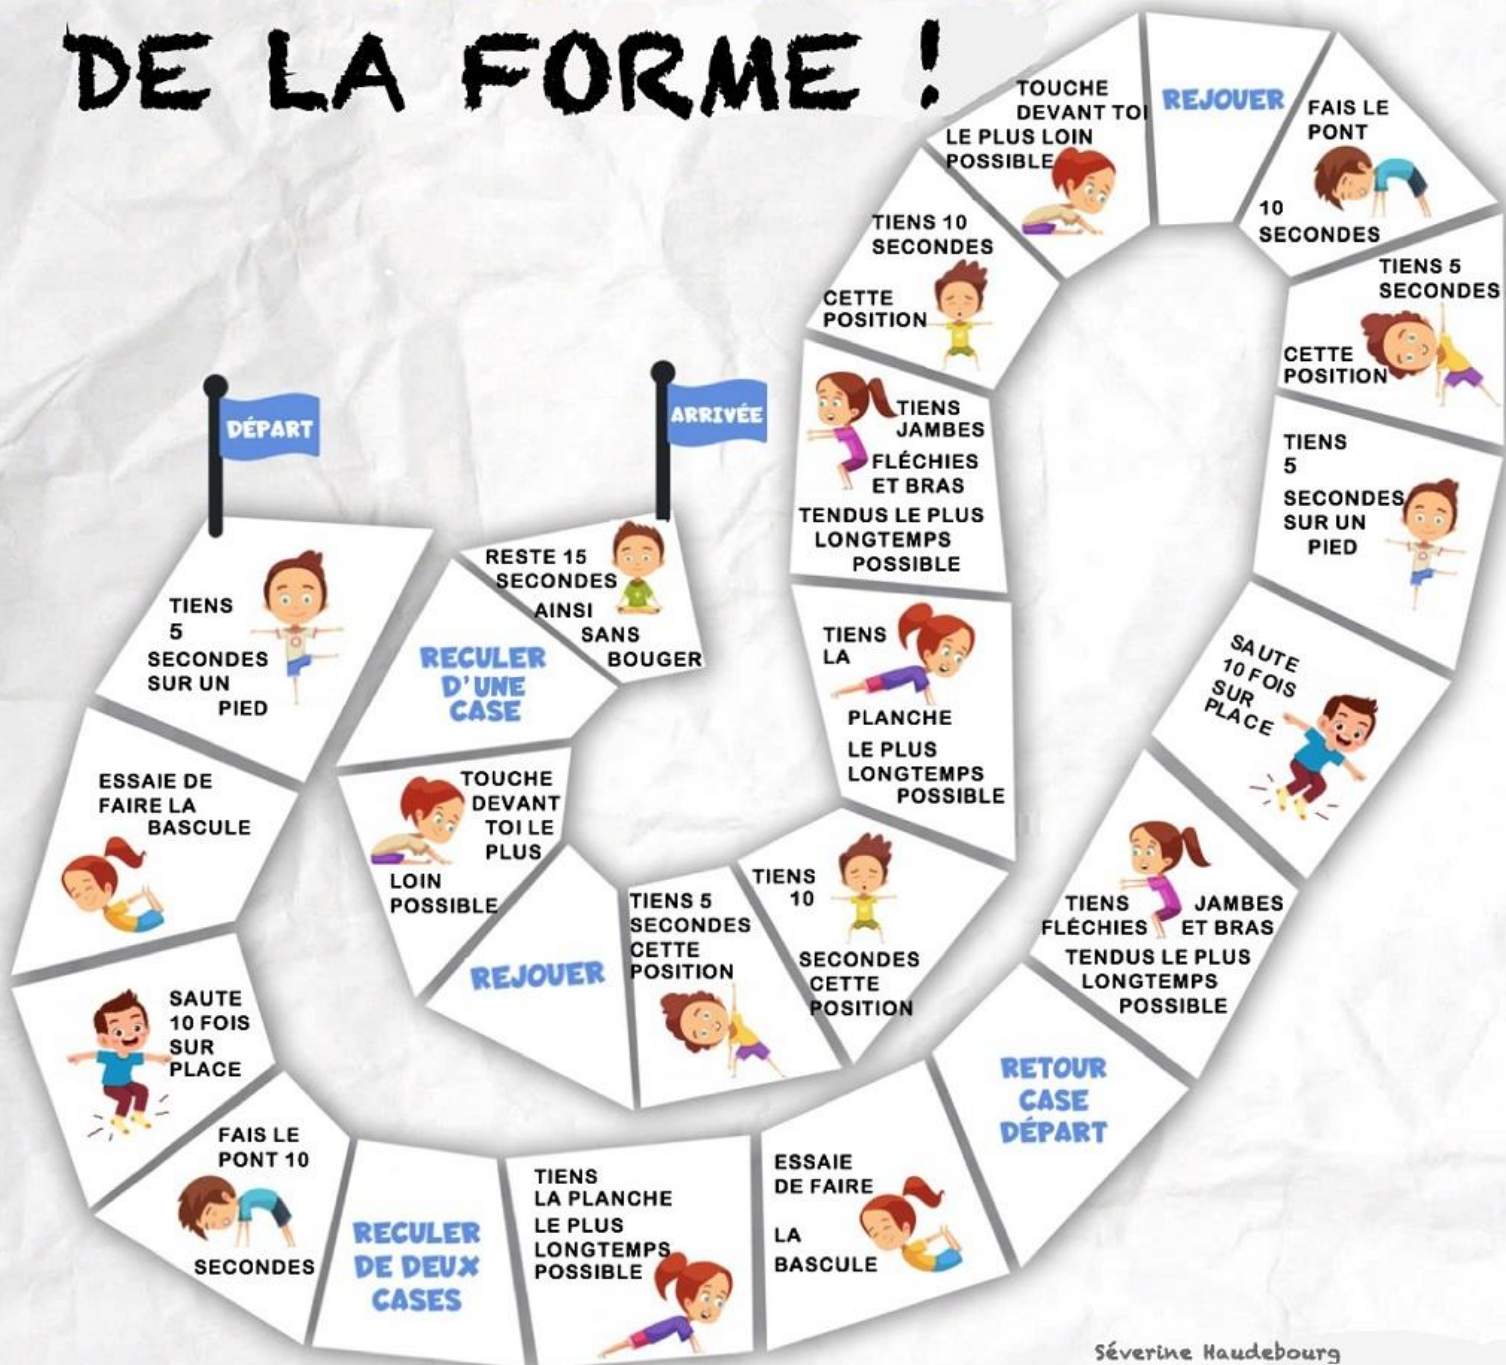 DE LA FORME !
DÉPART
TIENS
5
SECONDES
SUR UN
PIED
ESSAIE DE
FAIRE LA
BASCULE
SAUTE
10 FOIS
SUR
PLACE
FAIS LE
PONT 10
SECONDES
RECULER
DE DEUX
CASES
TIENS
LA PLANCHE
LE PLUS
LONGTEMPS
POSSIBLE
ESSAIE
DE FAIRE
LA
BASCULE
RETOUR
CASE
DÉPART
TIENS JAMBES
FLÉCHIES ET BRAS
TENDUS LE PLUS
LONGTEMPS
POSSIBLE
SAUTE
10 FOIS
SUR
PLACE
TIENS
5
SECONDES
SUR UN
PIED
TIENS 5
SECONDES
CETTE
POSITION
FAIS LE
PONT
10
SECONDES
REJOUER
TOUCHE
DEVANT TOI
LE PLUS LOIN
POSSIBLE
TIENS 10
SECONDES
CETTE
POSITION
TIENS
JAMBES
FLÉCHIES
ET BRAS
TENDUS LE PLUS
LONGTEMPS
POSSIBLE
TIENS
LA
PLANCHE
LE PLUS
LONGTEMPS
POSSIBLE
TIENS
10
SECONDES
CETTE
POSITION
TIENS 5
SECONDES
CETTE
POSITION
REJOUER
TOUCHE
DEVANT
TOI LE
PLUS
LOIN
POSSIBLE
RECULER
D'UNE
CASE
RESTE 15
SECONDES
AINSI
SANS
BOUGER
ARRIVÉE
Séverine Haudebourg